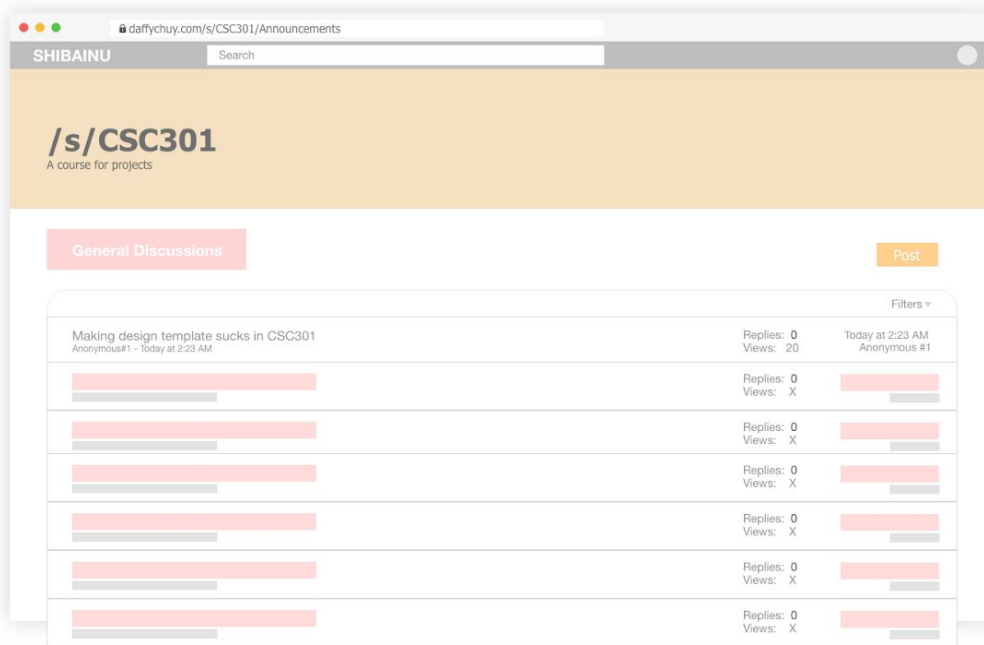 daffychuy.com/s/CSC301/Announcements
SHIBAINU
Search
/s/CSC301
A course for projects
General Discussions
Post
Filters
Making design template sucks in CSC301
Anonymous#1 - Today at 2:23 AM
Replies: 0
Views: 20
Today at 2:23 AM
Anonymous #1
Replies: 0
Views: X
Replies: 0
Views: X
Replies: 0
Views: X
Replies: 0
Views: X
Replies: 0
Views: X
Replies: 0
Views: X